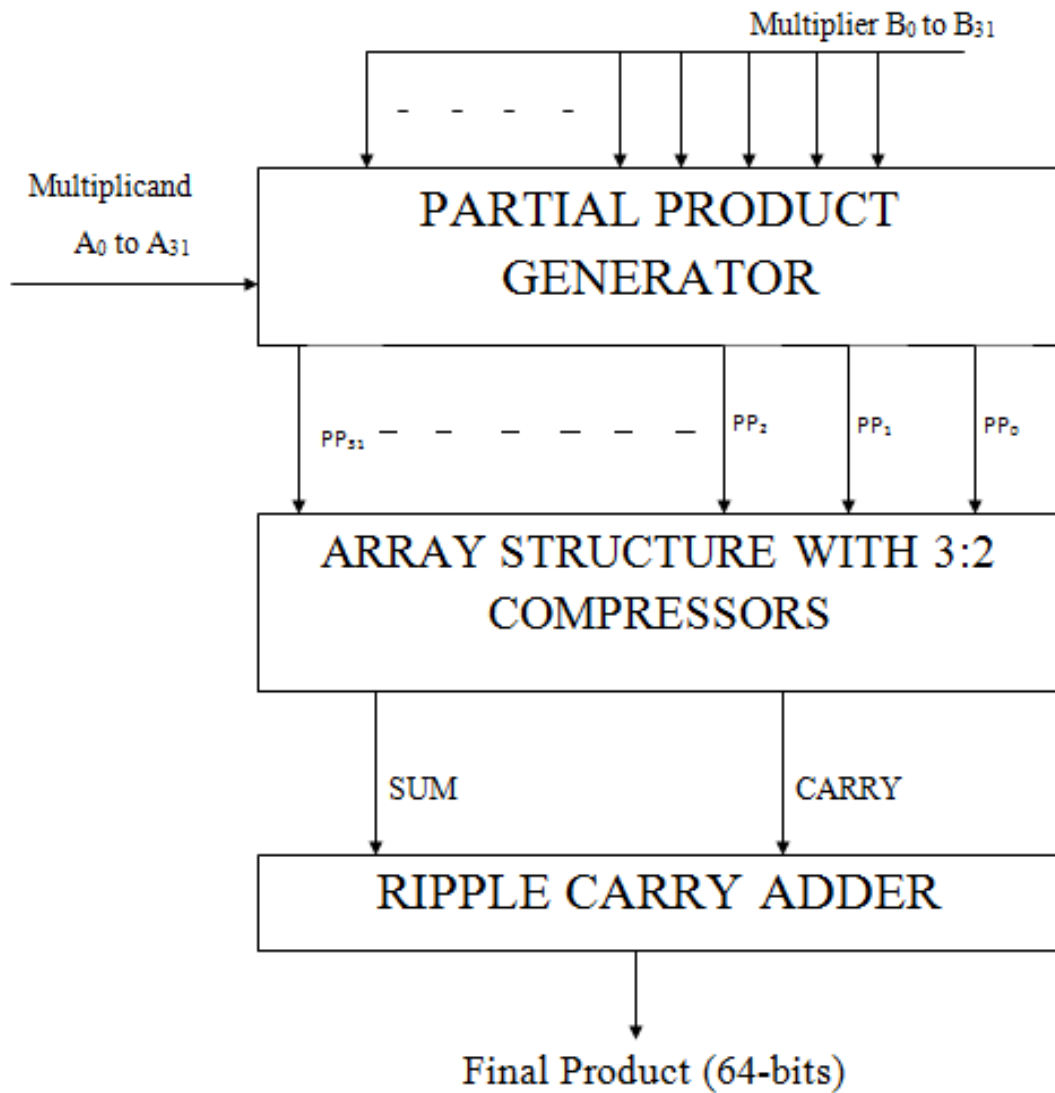 Multiplier B₀ to B₃₁
Multiplicand
A₀ to A₃₁
PARTIAL PRODUCT
GENERATOR
PP₃₁
PP₂
PP₁
PP₀
ARRAY STRUCTURE WITH 3:2
COMPRESSORS
SUM
CARRY
RIPPLE CARRY ADDER
Final Product (64-bits)